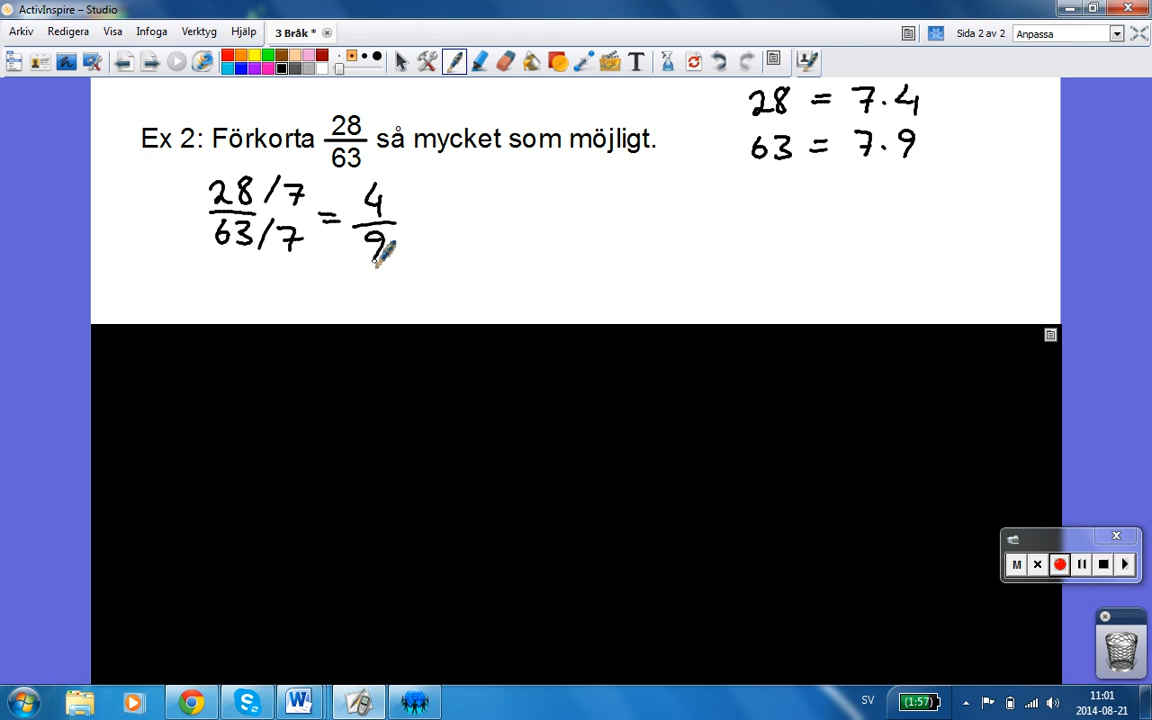 ActivInspire – Studio
Arkiv Redigera Visa Infoga Verktyg Hjälp 3 Bråk * Sida 2 av 2 Anpassa
28 = 7·4
Ex 2: Förkorta 28/63 så mycket som möjligt.
63 = 7·9
28/7 4
=
63/7 9
M
SV 1:57 11:01
2014-08-21